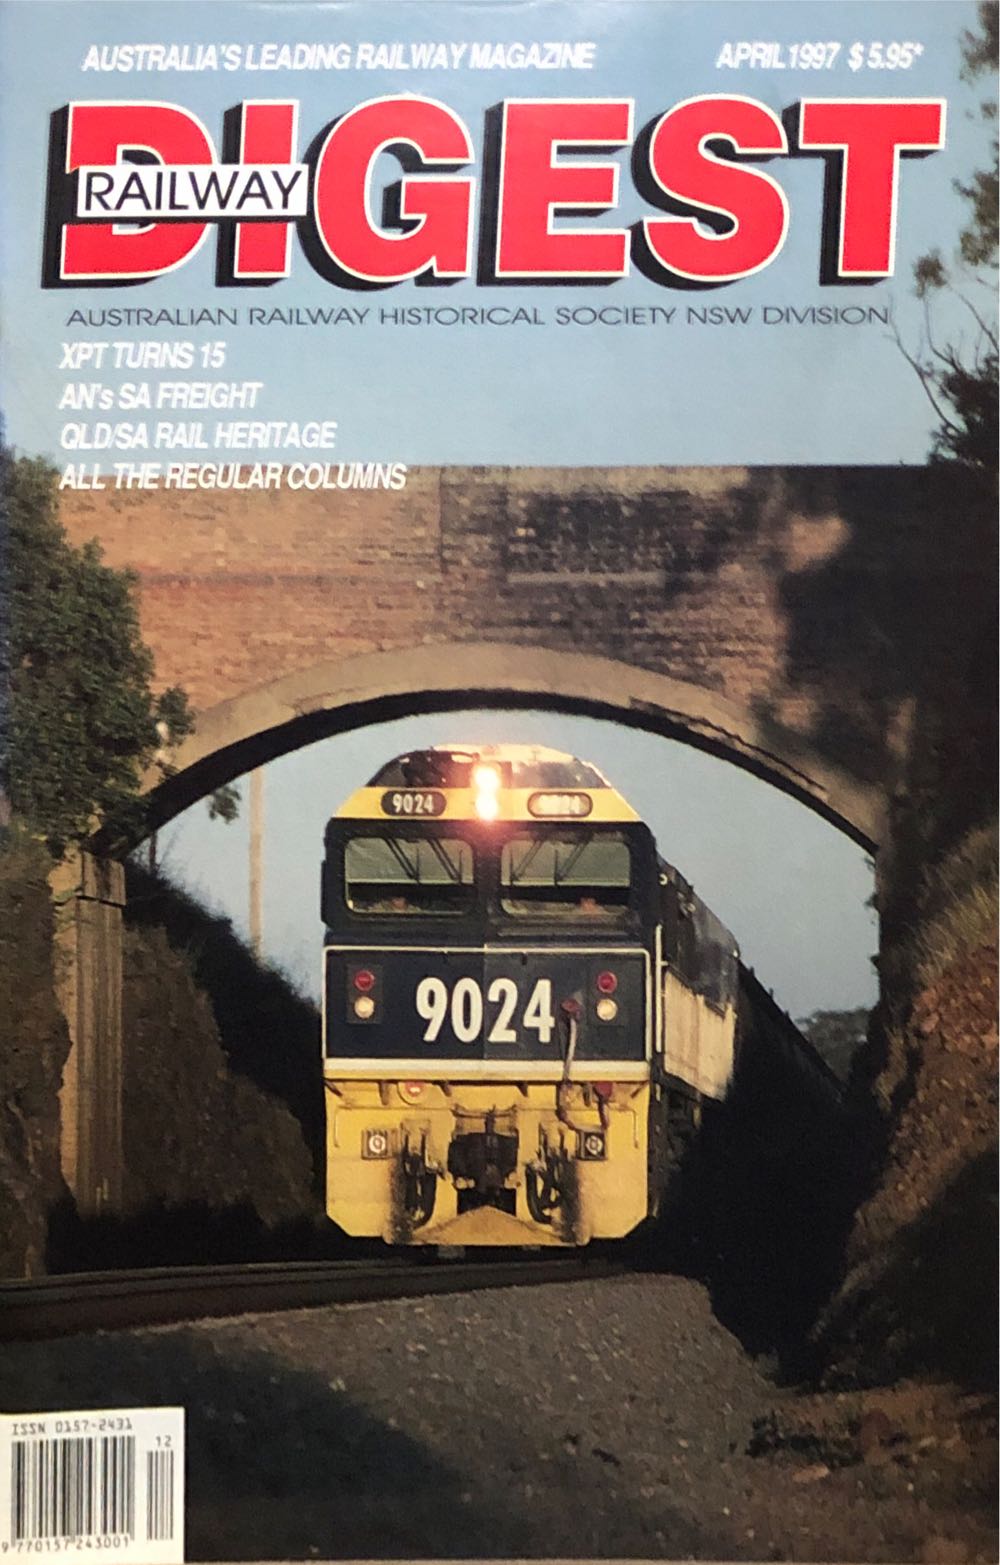 AUSTRALIA'S LEADING RAILWAY MAGAZINE APRIL 1997 $5.95*
RAILWAY
DIGEST
AUSTRALIAN RAILWAY HISTORICAL SOCIETY NSW DIVISION
XPT TURNS 15
AN's SA FREIGHT
QLD/SA RAIL HERITAGE
ALL THE REGULAR COLUMNS
9024 9024
9024
ISSN 0157-2431
12
9 770157 243001